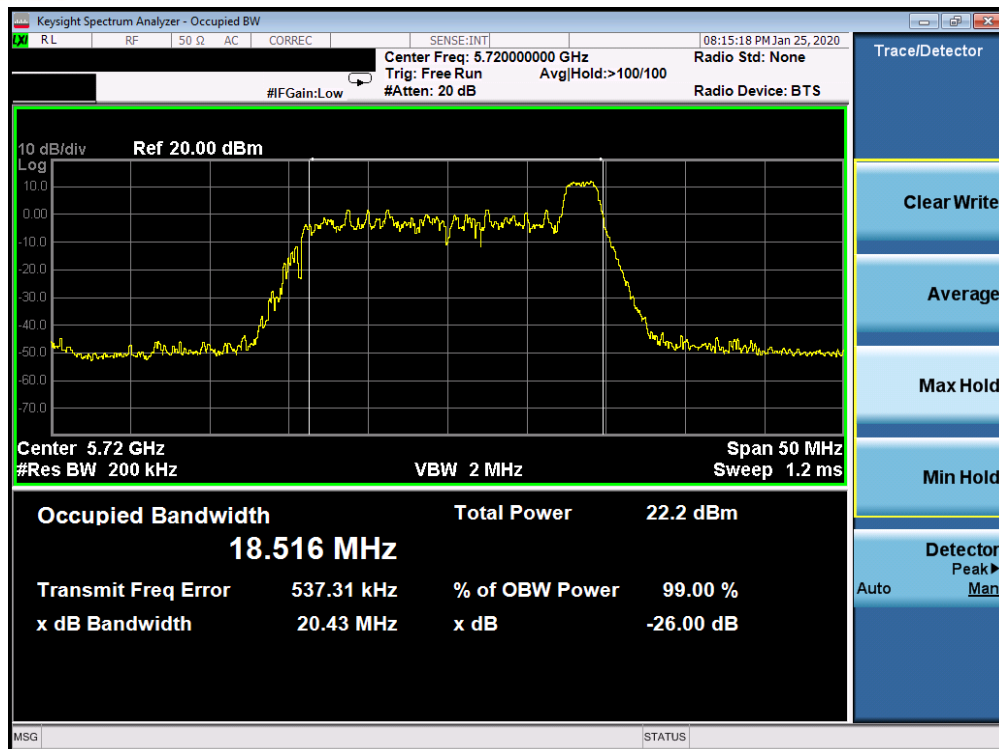 Keysight Spectrum Analyzer - Occupied BW
LXI RL RF 50 Ω AC CORREC SENSE:INT 08:15:18 PM Jan 25, 2020
Center Freq: 5.720000000 GHz Radio Std: None
Trig: Free Run Avg|Hold:>100/100
#IFGain:Low #Atten: 20 dB Radio Device: BTS
10 dB/div Ref 20.00 dBm
Log
10.0
0.00
-10.0
-20.0
-30.0
-40.0
-50.0
-60.0
-70.0
Center 5.72 GHz Span 50 MHz
#Res BW 200 kHz VBW 2 MHz Sweep 1.2 ms
Occupied Bandwidth Total Power 22.2 dBm
18.516 MHz
Transmit Freq Error 537.31 kHz % of OBW Power 99.00 %
x dB Bandwidth 20.43 MHz x dB -26.00 dB
MSG STATUS
Trace/Detector
Clear Write
Average
Max Hold
Min Hold
Detector
Peak▶
Auto Man